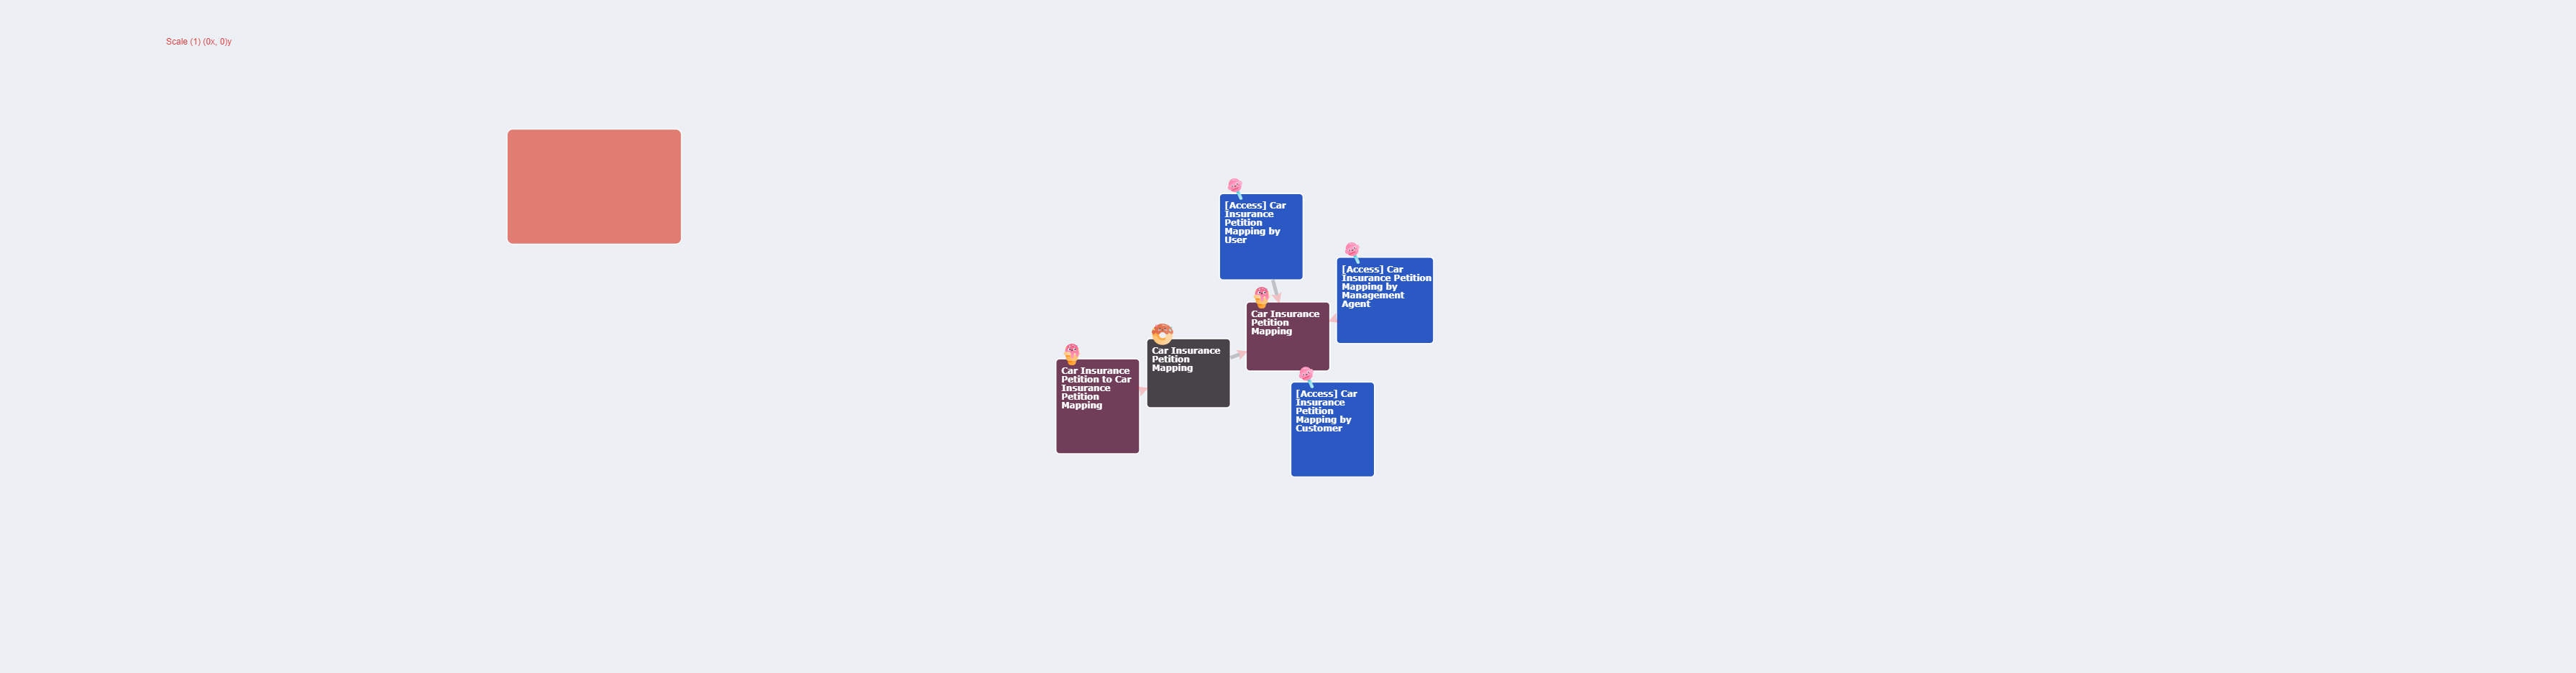 Scale (1) (0x, 0)y
[Access] Car
Insurance
Petition
Mapping by
User
[Access] Car
Insurance Petition
Mapping by
Management
Agent
Car Insurance
Petition
Mapping
Car Insurance
Petition
Mapping
Car Insurance
Petition to Car
Insurance
Petition
Mapping
[Access] Car
Insurance
Petition
Mapping by
Customer